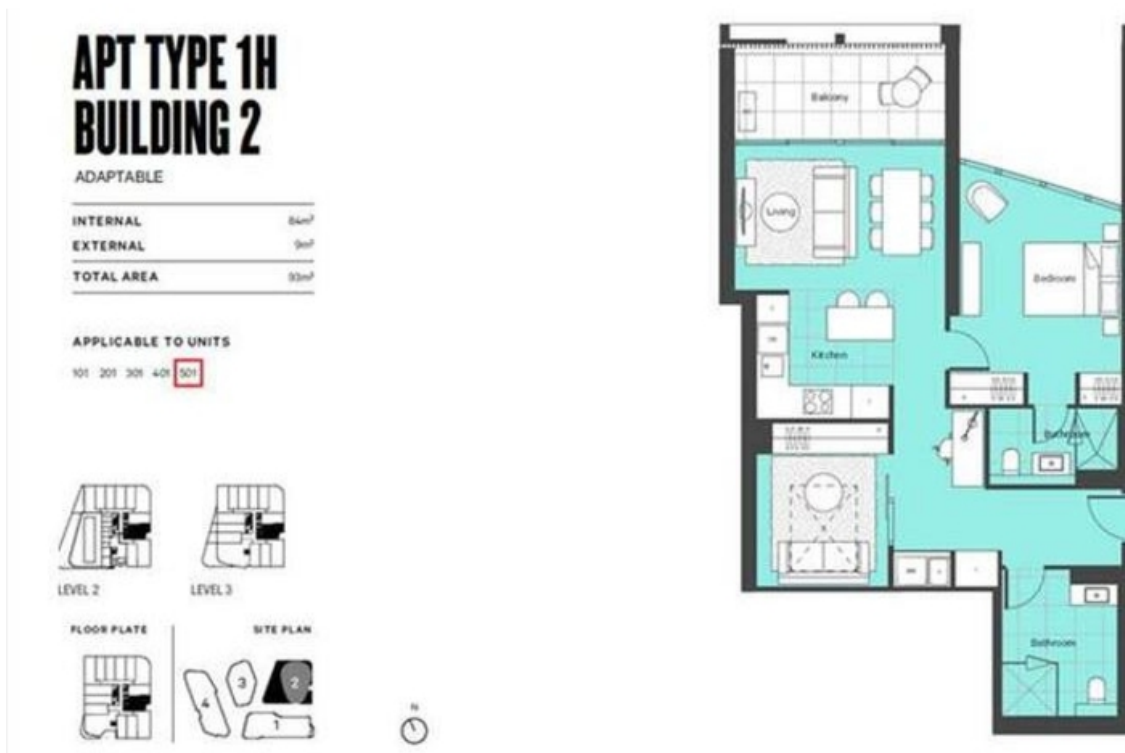 APT TYPE 1H
BUILDING 2
ADAPTABLE
INTERNAL 84m²
EXTERNAL 9m²
TOTAL AREA 93m²
APPLICABLE TO UNITS
101 201 301 401 501
LEVEL 2
LEVEL 3
FLOOR PLATE
SITE PLAN
4
3
2
1
N
Balcony
Living
Bedroom
Kitchen
Bathroom
Bathroom